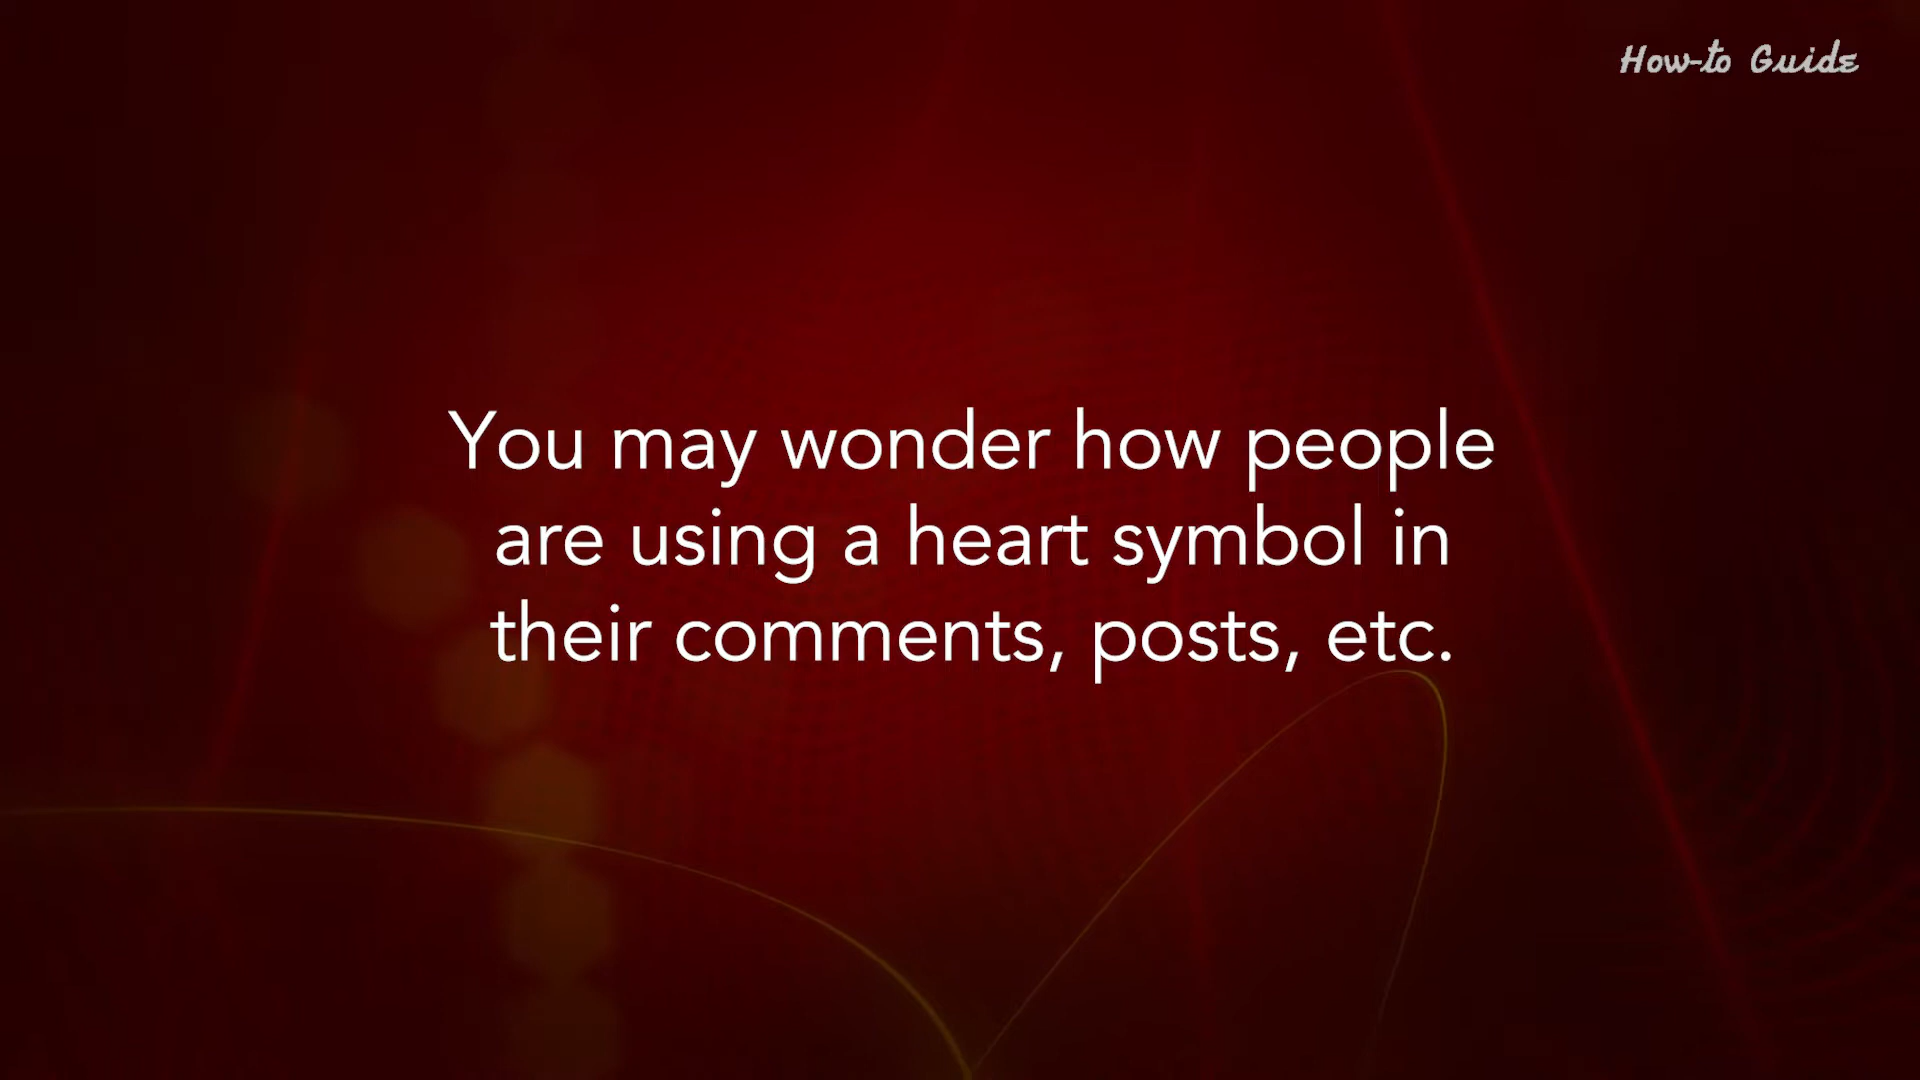 How-to Guide
You may wonder how people
are using a heart symbol in
their comments, posts, etc.